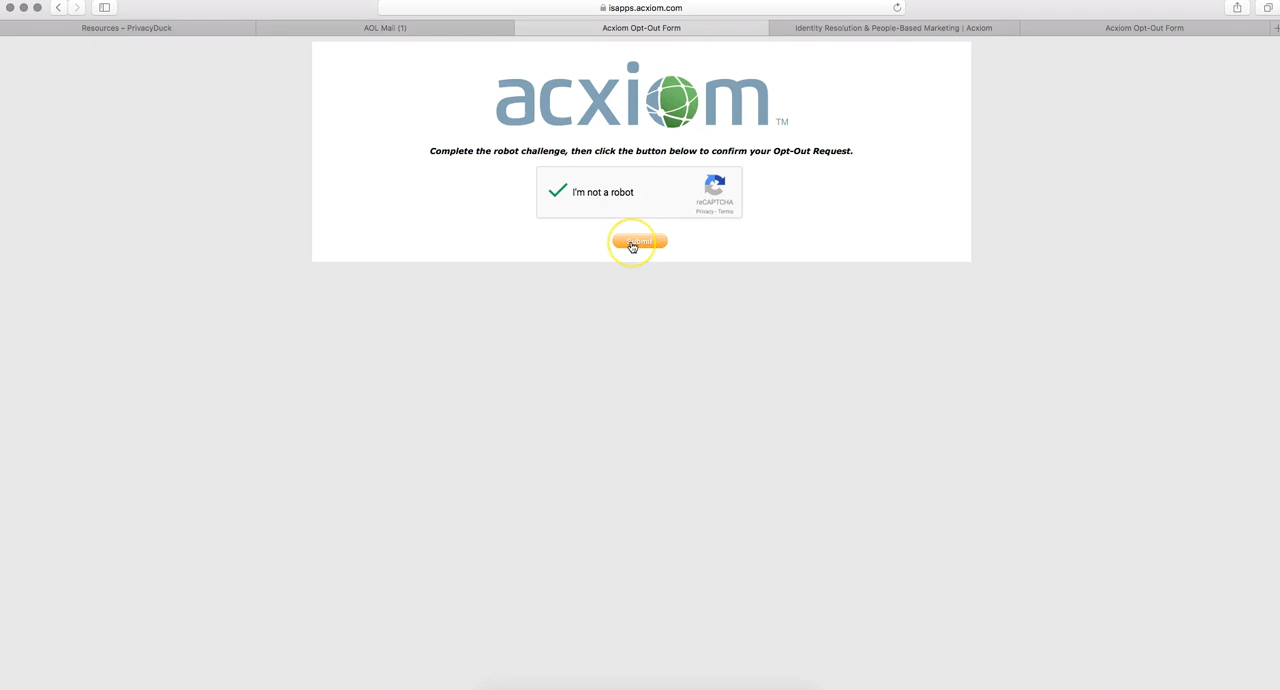 isapps.acxiom.com
Resources – PrivacyDuck
AOL Mail (1)
Acxiom Opt-Out Form
Identity Resolution & People-Based Marketing | Acxiom
Acxiom Opt-Out Form
acxiom TM
Complete the robot challenge, then click the button below to confirm your Opt-Out Request.
I'm not a robot
reCAPTCHA
Privacy - Terms
Submit